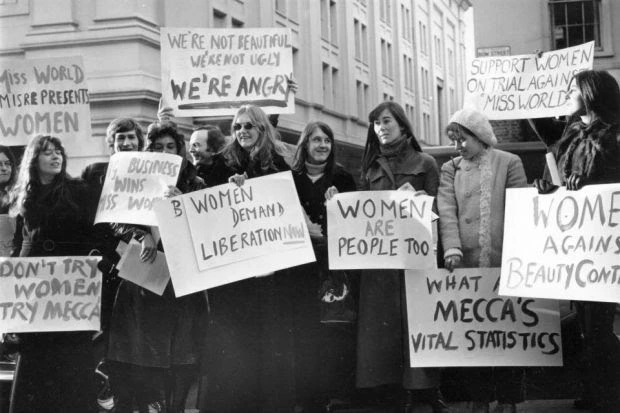 MISS WORLD
MISREPRESENTS
WOMEN
WE'RE NOT BEAUTIFUL
WE'RE NOT UGLY
WE'RE ANGRY
SUPPORT WOMEN
ON TRIAL AGAINST
MISS WORLD
STREET
DON'T TRY
WOMEN
TRY MECCA
BUSINESS
WINS
MISS WO
WOMEN
DEMAND
LIBERATION NOW
WOMEN
ARE
PEOPLE TOO
WHAT A
MECCA'S
VITAL STATISTICS
WOME
AGAINS
BEAUTY CONT